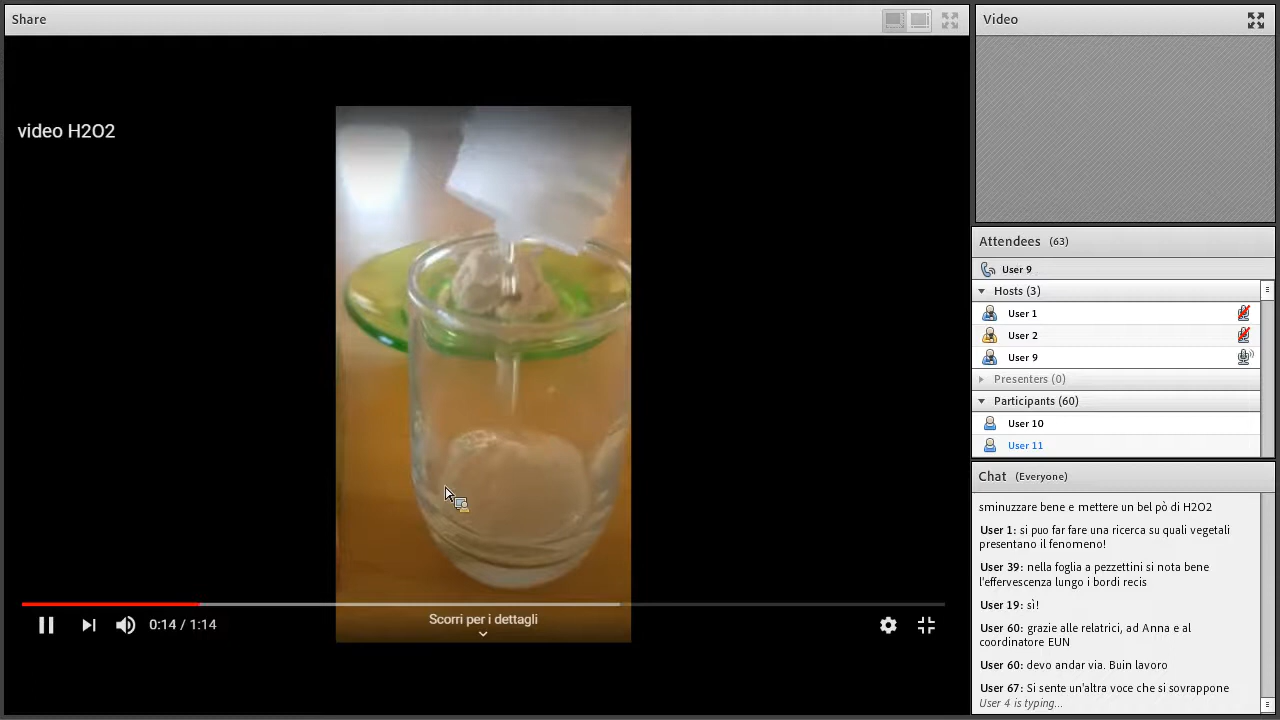 Share
Video
video H2O2
Attendees (63)
User 9
Hosts (3)
User 1
User 2
User 9
Presenters (0)
Participants (60)
User 10
User 11
Chat (Everyone)
sminuzzare bene e mettere un bel pò di H2O2
User 1: si puo far fare una ricerca su quali vegetali
presentano il fenomeno!
User 39: nella foglia a pezzettini si nota bene
l'effervescenza lungo i bordi recisi
User 19: sì!
User 60: grazie alle relatrici, ad Anna e al
coordinatore EUN
User 60: devo andar via. Buin lavoro
User 67: Si sente un'altra voce che si sovrappone
User 4 is typing...
Scorri per i dettagli
0:14 / 1:14